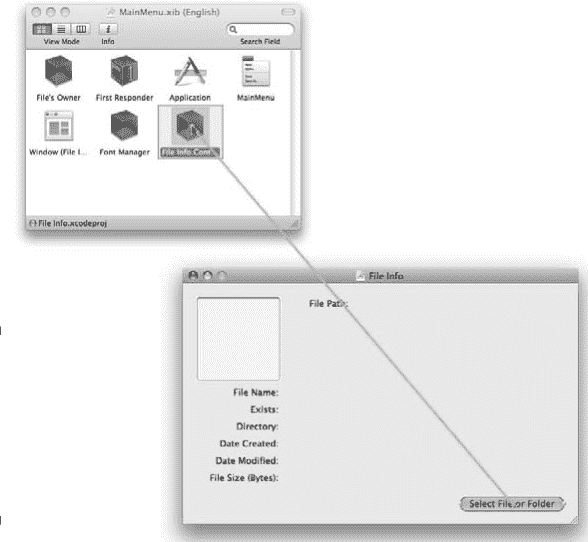 MainMenu.xib (English)
View Mode Info Search Field
File's Owner First Responder Application MainMenu
Window (File I... Font Manager File Info Cont...
File Info.xcodeproj
File Info
File Path:
File Name:
Exists:
Directory:
Date Created:
Date Modified:
File Size (Bytes):
Select File or Folder